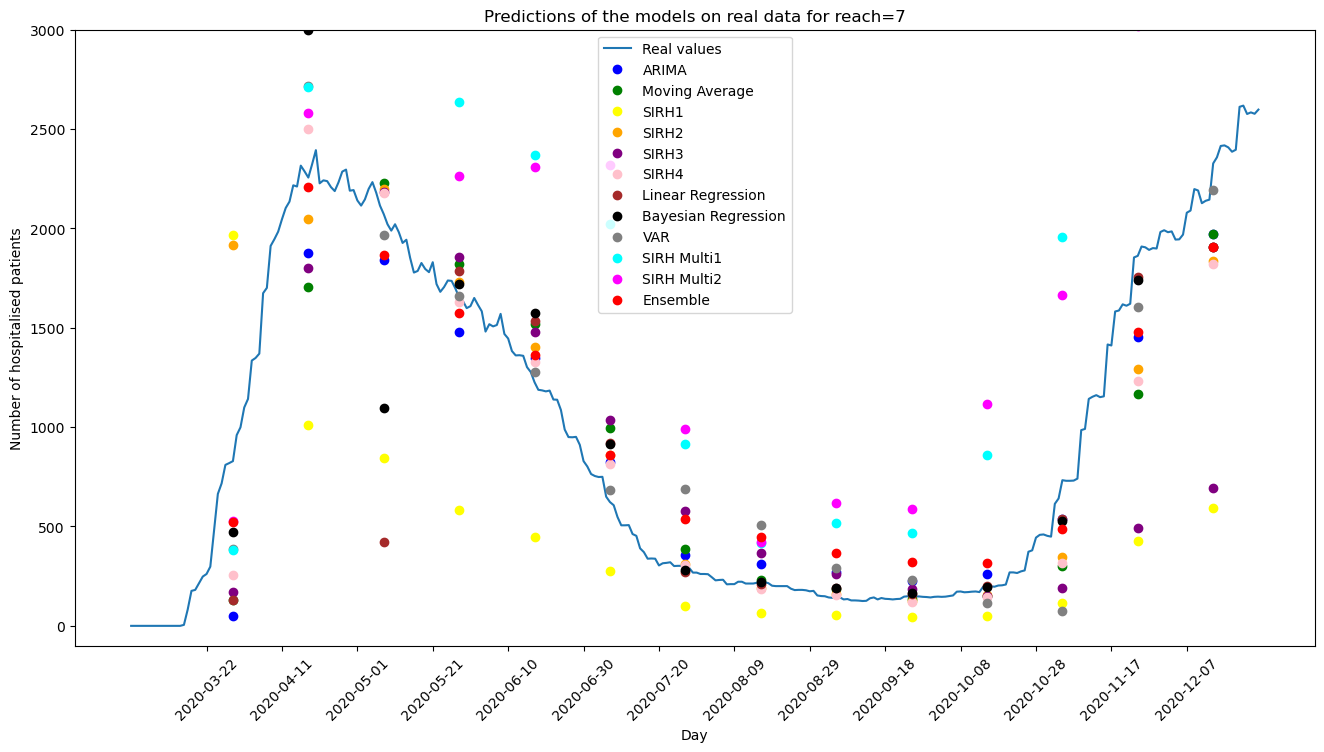 Predictions of the models on real data for reach=7
Number of hospitalised patients
3000
2500
2000
1500
1000
500
0
Real values
ARIMA
Moving Average
SIRH1
SIRH2
SIRH3
SIRH4
Linear Regression
Bayesian Regression
VAR
SIRH Multi1
SIRH Multi2
Ensemble
2020-03-22
2020-04-11
2020-05-01
2020-05-21
2020-06-10
2020-06-30
2020-07-20
2020-08-09
2020-08-29
2020-09-18
2020-10-08
2020-10-28
2020-11-17
2020-12-07
Day